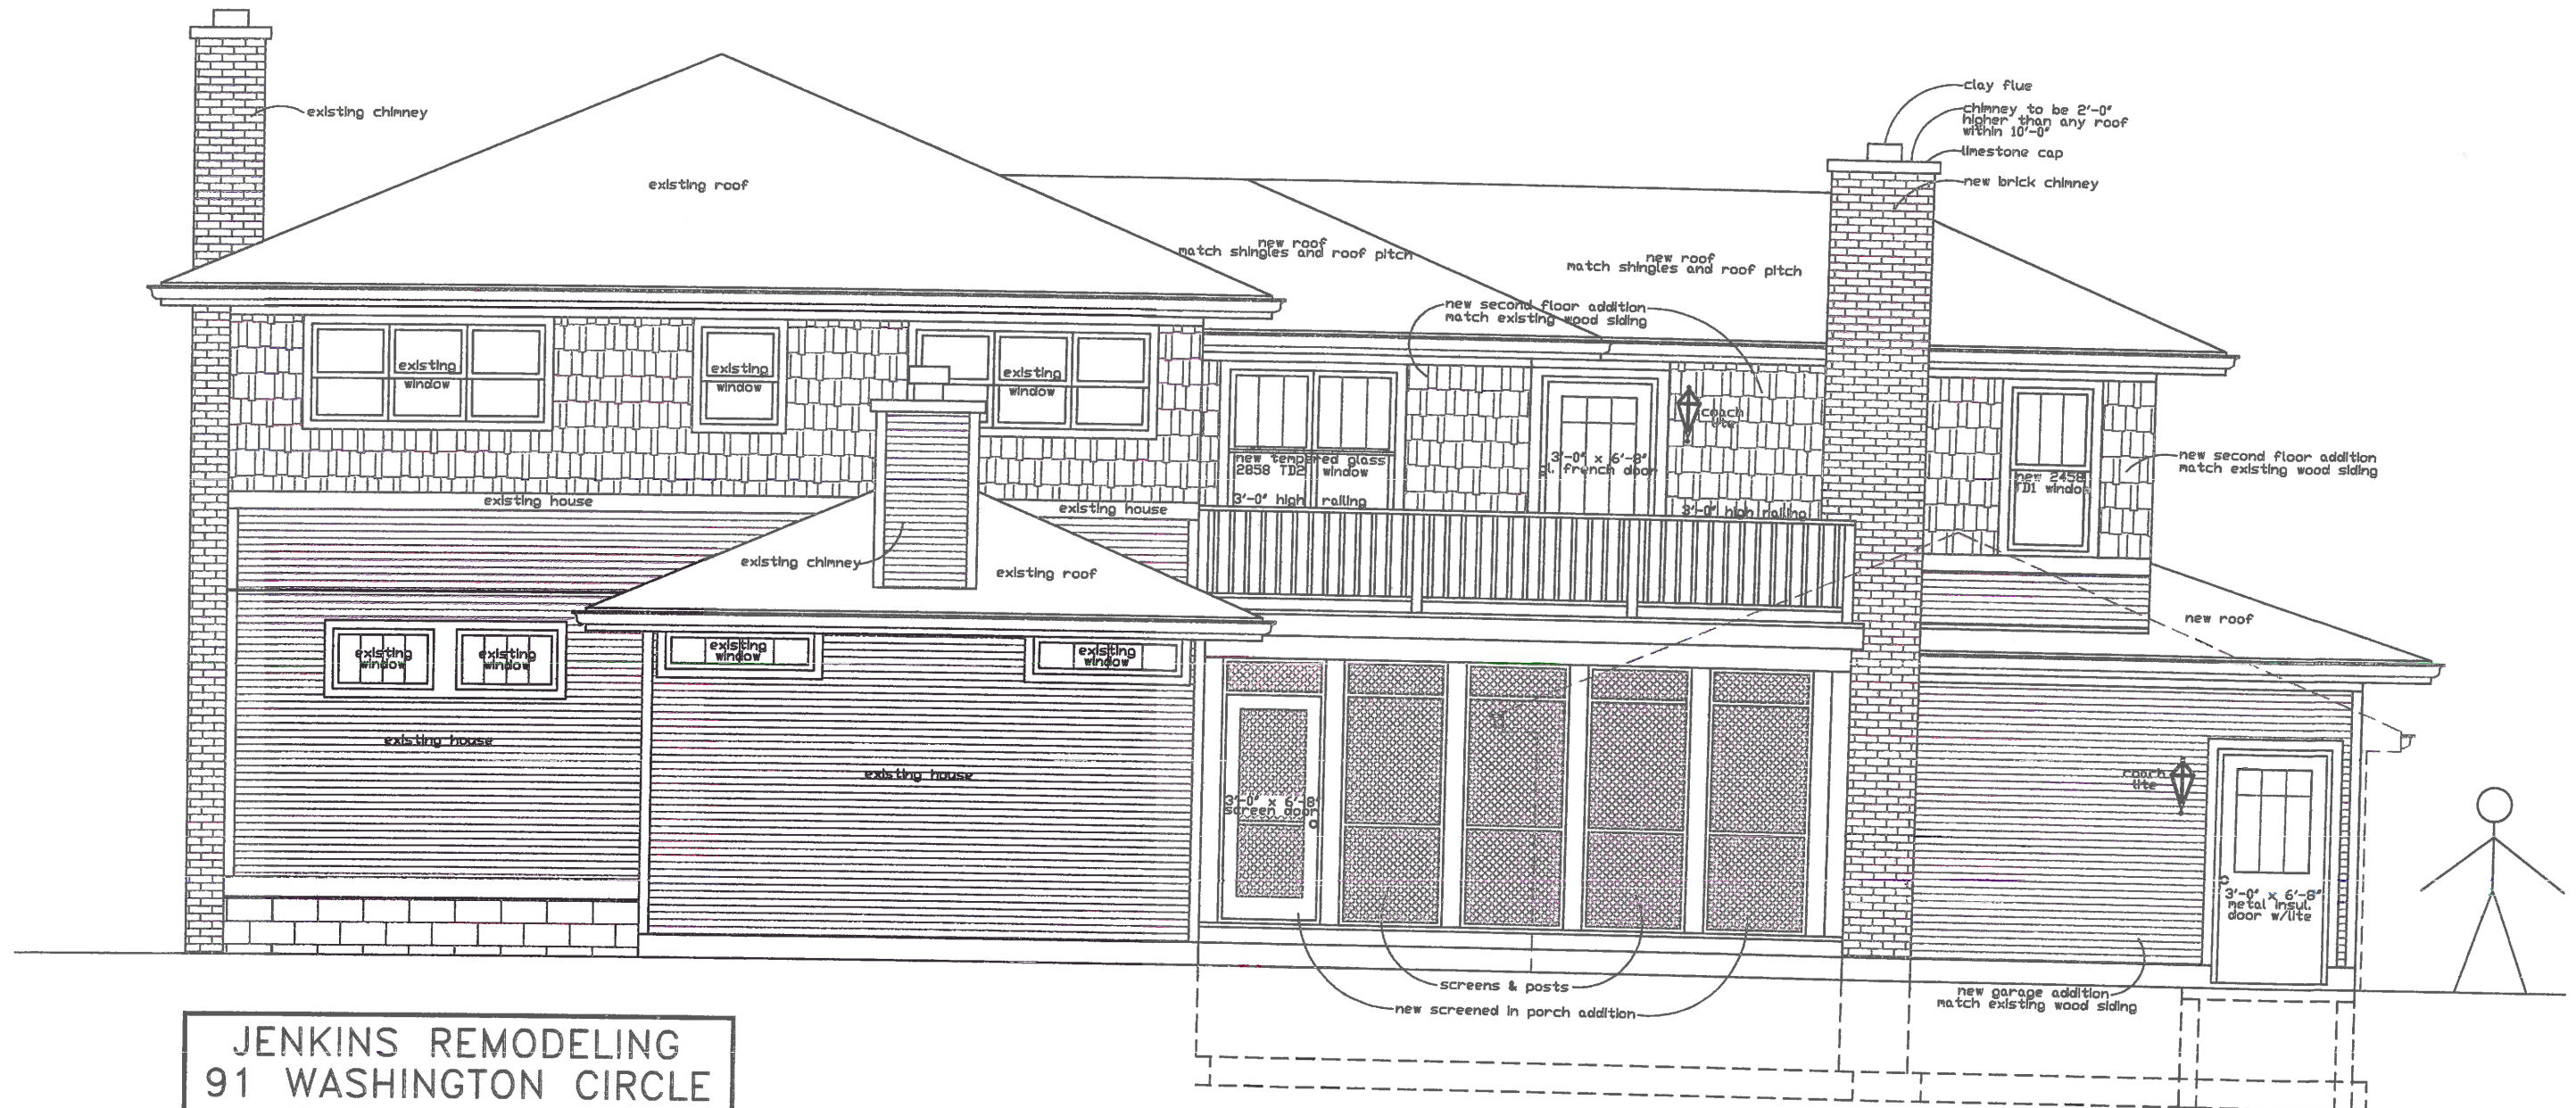 clay flue
chimney to be 2'-0"
higher than any roof
within 10'-0"
limestone cap
new brick chimney
existing chimney
existing roof
new roof
match shingles and roof pitch
new roof
match shingles and roof pitch
new second floor addition
match existing wood siding
existing
window
existing
window
existing
window
coach
lite
new tempered glass
2858 TD2 window
3'-0" x 6'-8"
gl. french door
new second floor addition
match existing wood siding
new 2458
TD1 window
3'-0" high railing
3'-0" high railing
existing house
existing house
existing chimney
existing roof
new roof
existing
window
existing
window
existing
window
existing
window
existing house
existing house
coach
lite
3'-0" x 6'-8"
screen door
3'-0" x 6'-8"
metal insul.
door w/lite
screens & posts
new screened in porch addition
new garage addition
match existing wood siding
JENKINS REMODELING
91 WASHINGTON CIRCLE